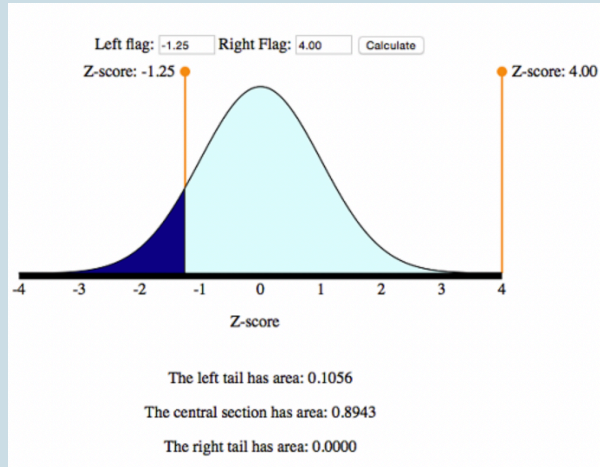 Left flag: -1.25 Right Flag: 4.00 Calculate
Z-score: -1.25 Z-score: 4.00
-4 -3 -2 -1 0 1 2 3 4
Z-score
The left tail has area: 0.1056
The central section has area: 0.8943
The right tail has area: 0.0000